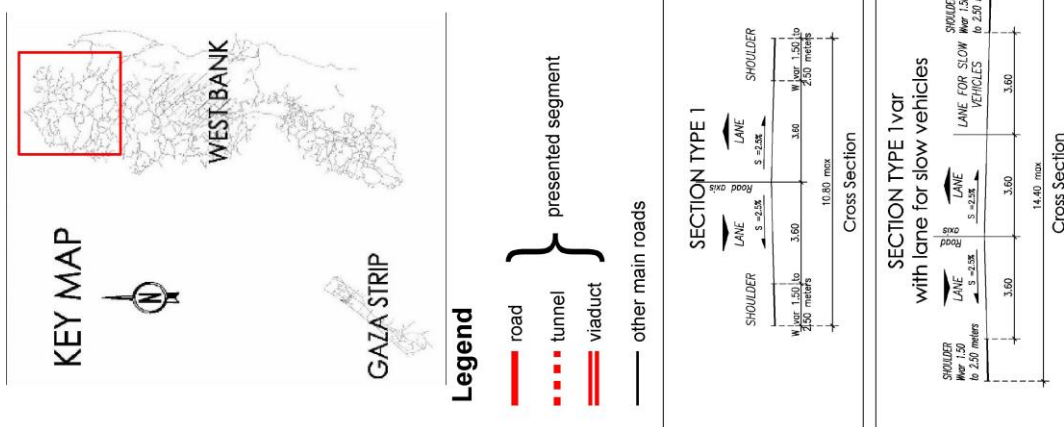 KEY MAP
N
WEST BANK
GAZA STRIP
Legend
road
tunnel
viaduct
presented segment
other main roads
SECTION TYPE 1
SHOULDER
LANE
Road axis
LANE
SHOULDER
S =2.5%
S =2.5%
W var 1.50 to
2.50 meters
3.60
3.60
W var 1.50 to
2.50 meters
10.80 max
Cross Section
SECTION TYPE 1var
with lane for slow vehicles
SHOULDER
Wvar 1.50
to 2.50 meters
LANE
Road
axis
LANE
LANE FOR SLOW
VEHICLES
SHOULDER
Wvar 1.50
to 2.50
S =2.5%
S =2.5%
3.60
3.60
3.60
14.40 max
Cross Section